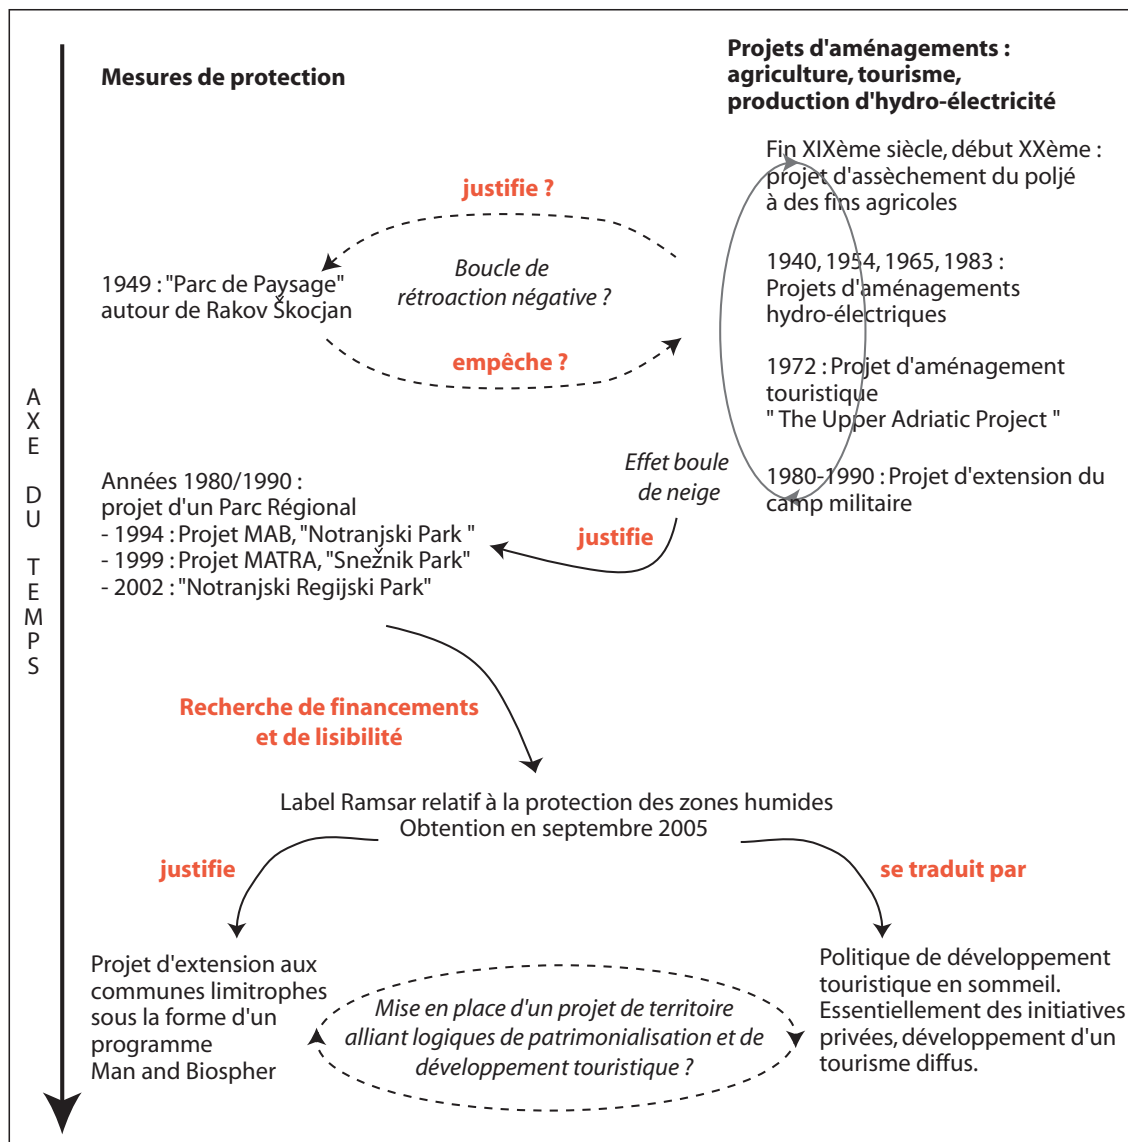 Mesures de protection
Projets d'aménagements :
agriculture, tourisme,
production d'hydro-électricité
Fin XIXème siècle, début XXème :
projet d'assèchement du poljé
à des fins agricoles
justifie ?
Boucle de
rétroaction négative ?
1949 : "Parc de Paysage"
autour de Rakov Škocjan
1940, 1954, 1965, 1983 :
Projets d'aménagements
hydro-électriques
empêche ?
1972 : Projet d'aménagement
touristique
" The Upper Adriatic Project "
AXE DU TEMPS
Effet boule
de neige
1980-1990 : Projet d'extension du
camp militaire
Années 1980/1990 :
projet d'un Parc Régional
- 1994 : Projet MAB, "Notranjski Park "
- 1999 : Projet MATRA, "Snežnik Park"
- 2002 : "Notranjski Regijski Park"
justifie
Recherche de financements
et de lisibilité
Label Ramsar relatif à la protection des zones humides
Obtention en septembre 2005
justifie
se traduit par
Projet d'extension aux
communes limitrophes
sous la forme d'un
programme
Man and Biospher
Mise en place d'un projet de territoire
alliant logiques de patrimonialisation et de
développement touristique ?
Politique de développement
touristique en sommeil.
Essentiellement des initiatives
privées, développement d'un
tourisme diffus.